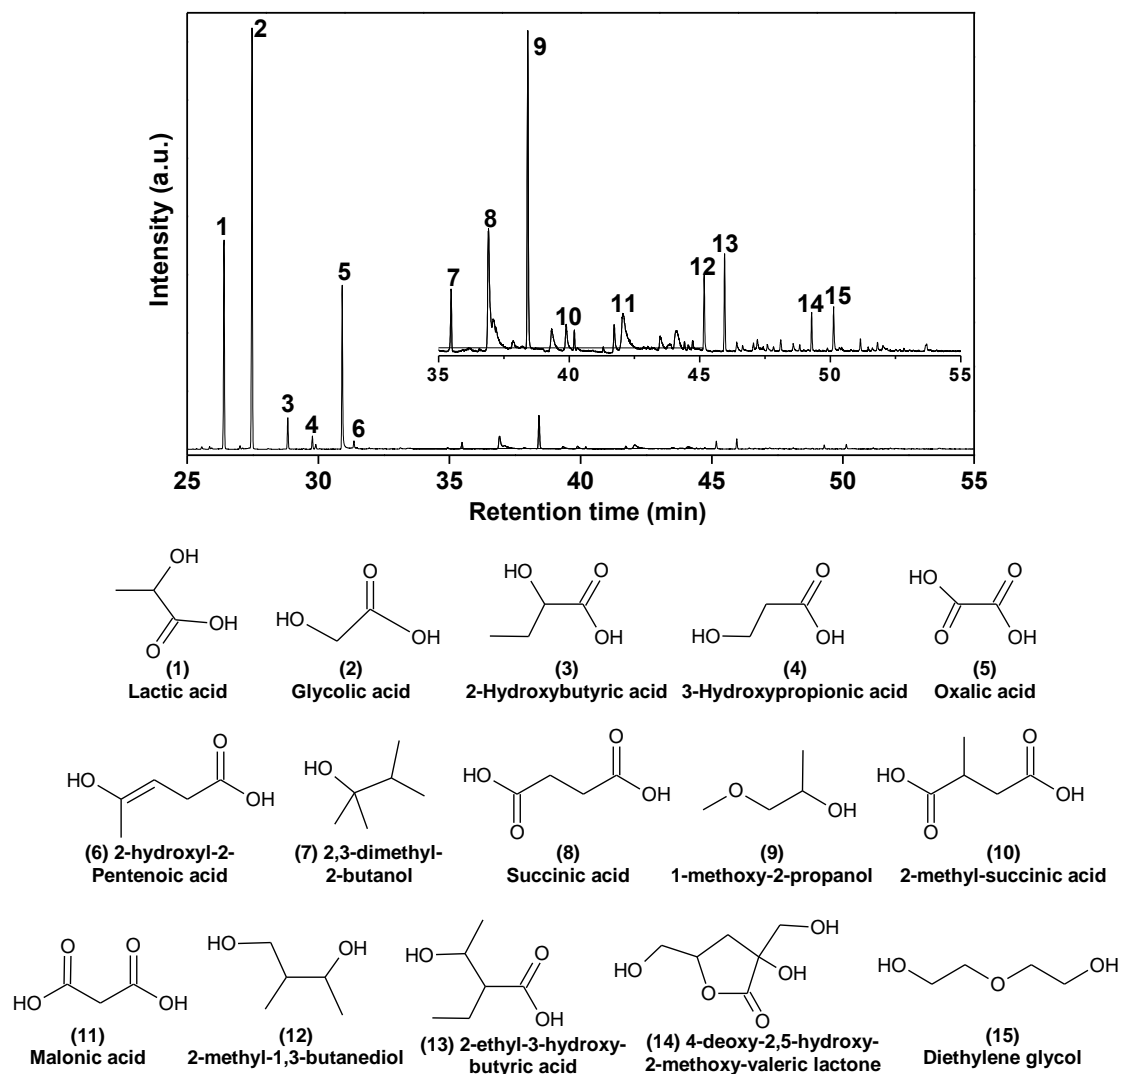 Intensity (a.u.)
1
2
3
4
5
6
7
8
9
10
11
12
13
14
15
35
40
45
50
55
25
30
35
40
45
50
55
Retention time (min)
OH
O
OH
HO
O
OH
HO
O
OH
HO
O
OH
HO
O
O
OH
(1)
Lactic acid
(2)
Glycolic acid
(3)
2-Hydroxybutyric acid
(4)
3-Hydroxypropionic acid
(5)
Oxalic acid
HO
O
OH
HO
HO
O
O
OH
O
OH
HO
O
O
OH
(6) 2-hydroxyl-2-
Pentenoic acid
(7) 2,3-dimethyl-
2-butanol
(8)
Succinic acid
(9)
1-methoxy-2-propanol
(10)
2-methyl-succinic acid
O
O
HO
OH
HO
OH
HO
O
OH
HO
OH
OH
O
O
HO
O
OH
(11)
Malonic acid
(12)
2-methyl-1,3-butanediol
(13) 2-ethyl-3-hydroxy-
butyric acid
(14) 4-deoxy-2,5-hydroxy-
2-methoxy-valeric lactone
(15)
Diethylene glycol